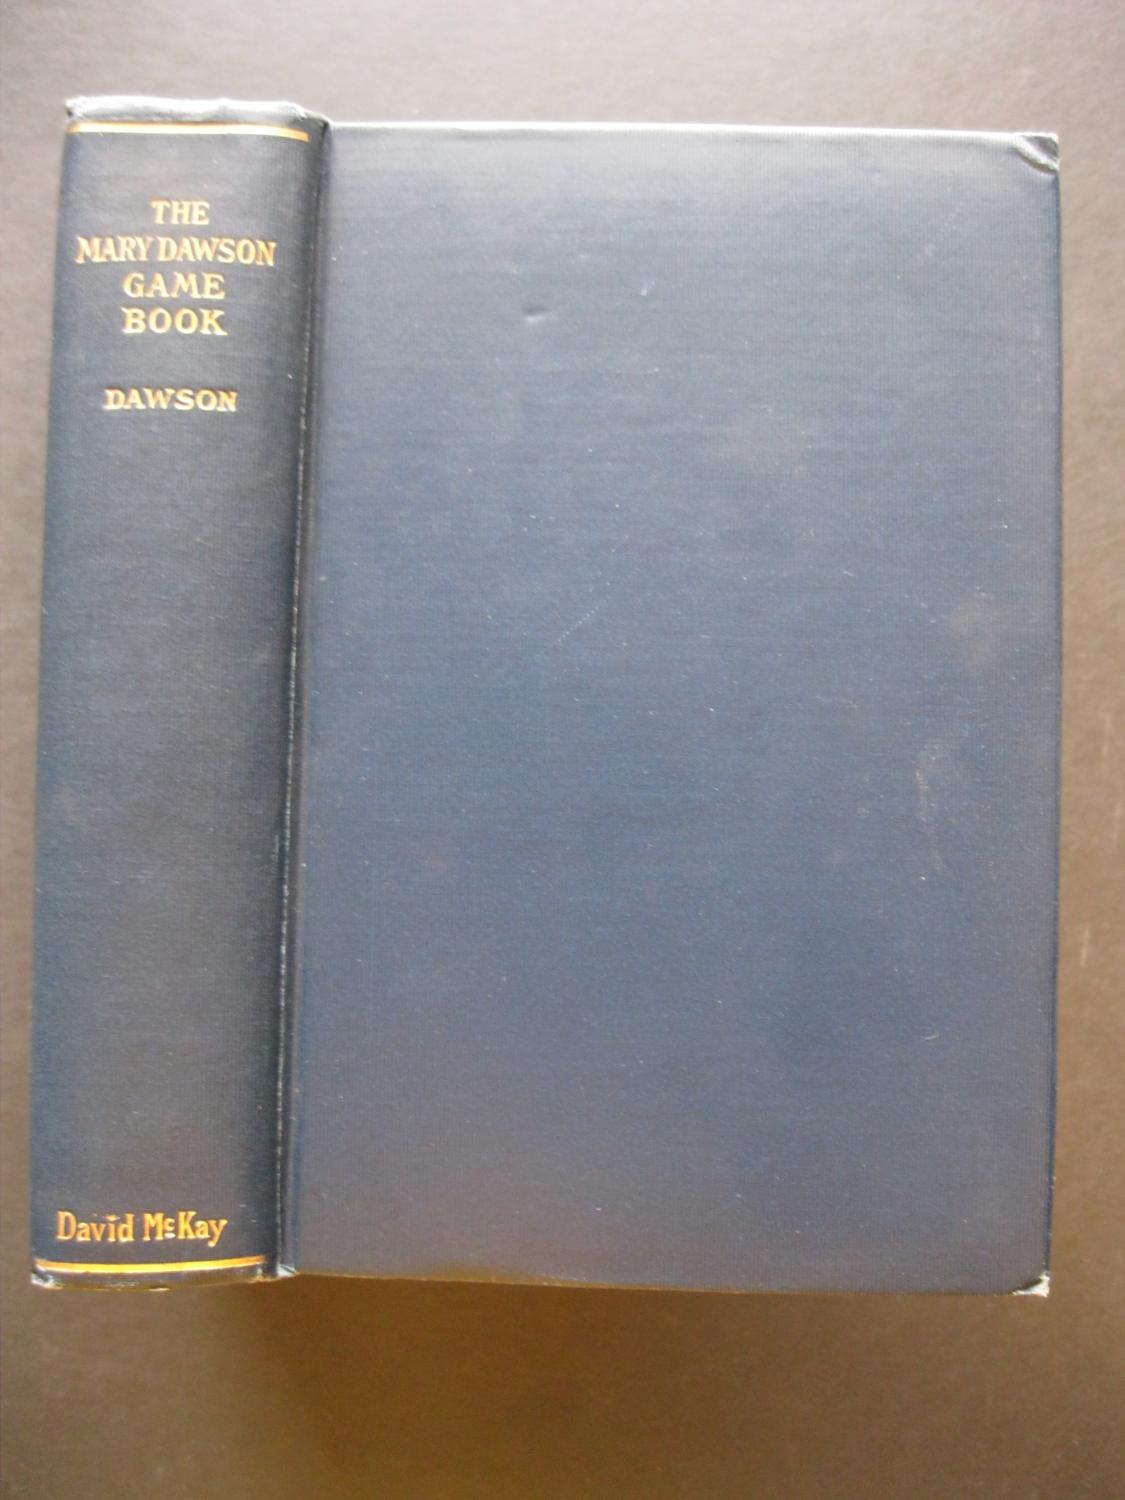 THE
MARY DAWSON
GAME
BOOK
DAWSON
David McKay